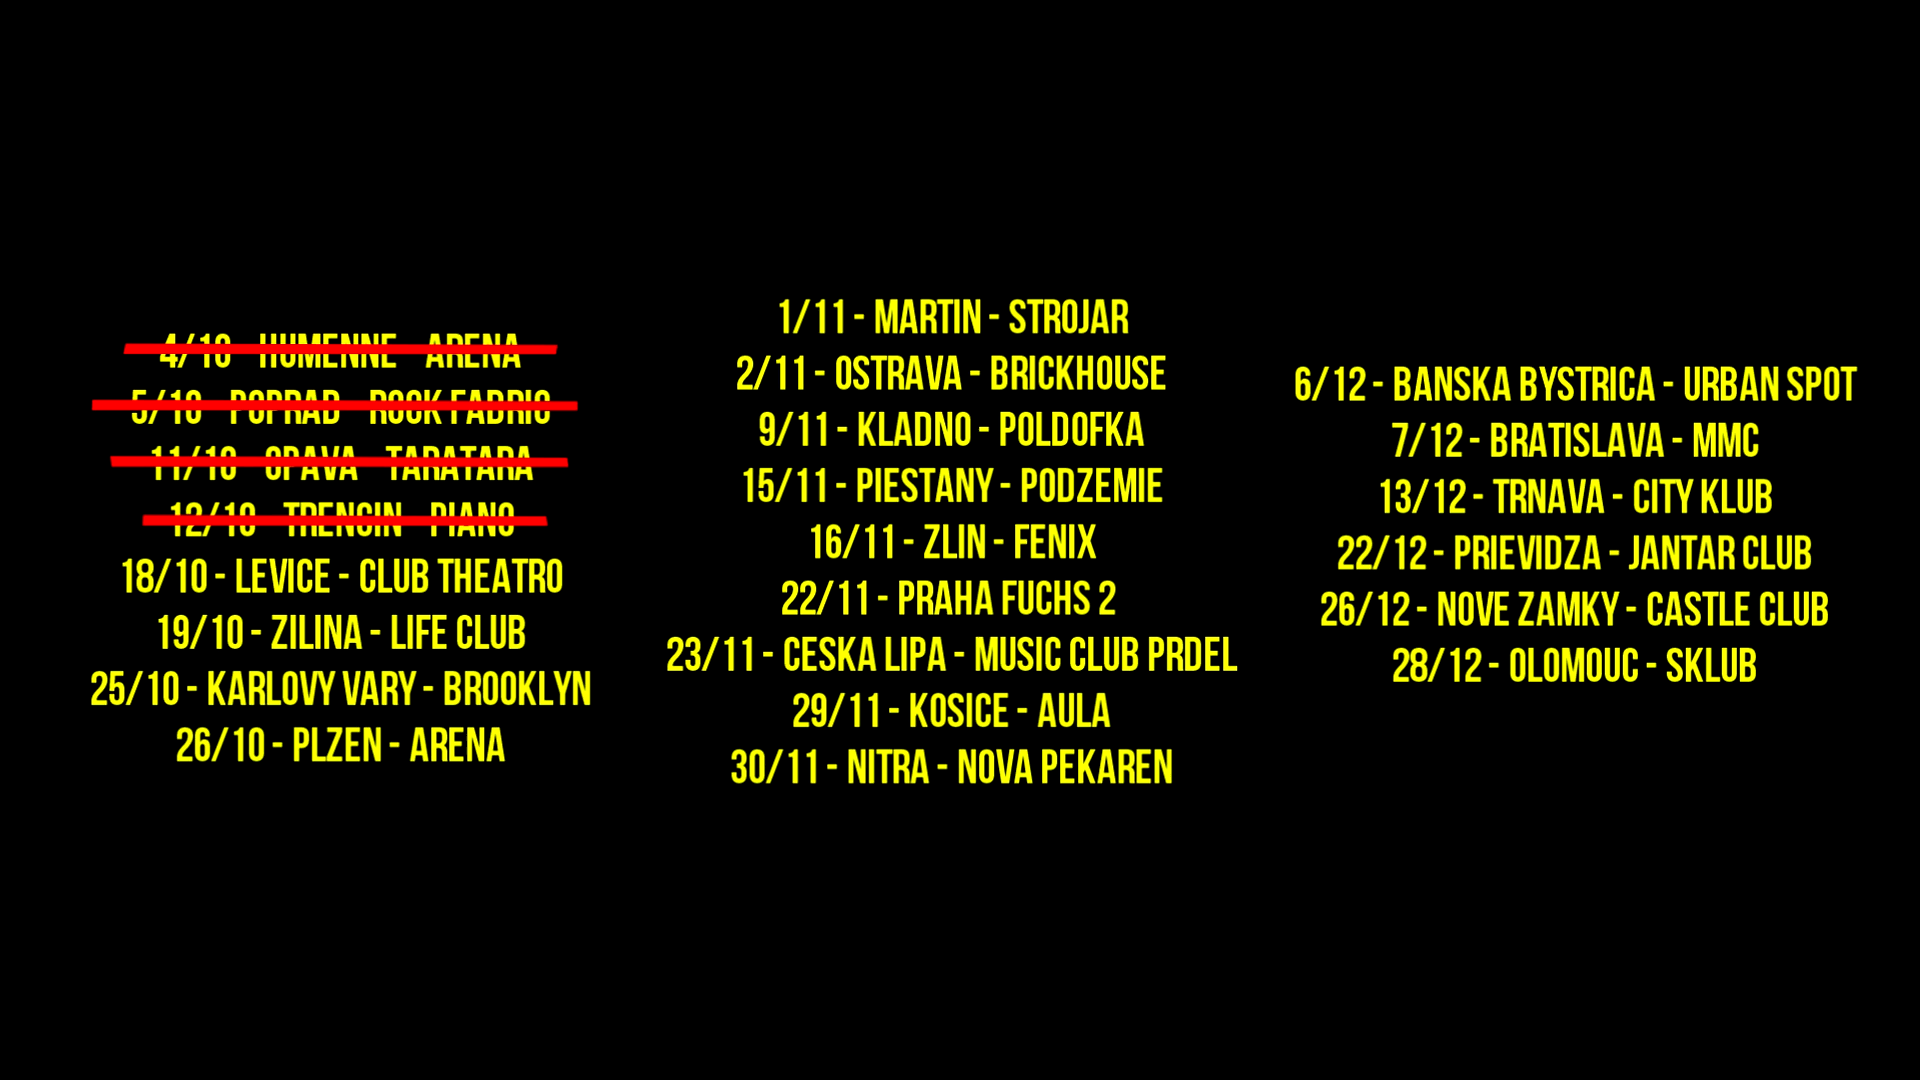 4/10 - HUMENNE - ARENA
5/10 - POPRAD - ROCK FABRIC
11/10 - OPAVA - TARATARA
12/10 - TRENCIN - PIANO
18/10 - LEVICE - CLUB THEATRO
19/10 - ZILINA - LIFE CLUB
25/10 - KARLOVY VARY - BROOKLYN
26/10 - PLZEN - ARENA
1/11 - MARTIN - STROJAR
2/11 - OSTRAVA - BRICKHOUSE
9/11 - KLADNO - POLDOFKA
15/11 - PIESTANY - PODZEMIE
16/11 - ZLIN - FENIX
22/11 - PRAHA FUCHS 2
23/11 - CESKA LIPA - MUSIC CLUB PRDEL
29/11 - KOSICE - AULA
30/11 - NITRA - NOVA PEKAREN
6/12 - BANSKA BYSTRICA - URBAN SPOT
7/12 - BRATISLAVA - MMC
13/12 - TRNAVA - CITY KLUB
22/12 - PRIEVIDZA - JANTAR CLUB
26/12 - NOVE ZAMKY - CASTLE CLUB
28/12 - OLOMOUC - SKLUB